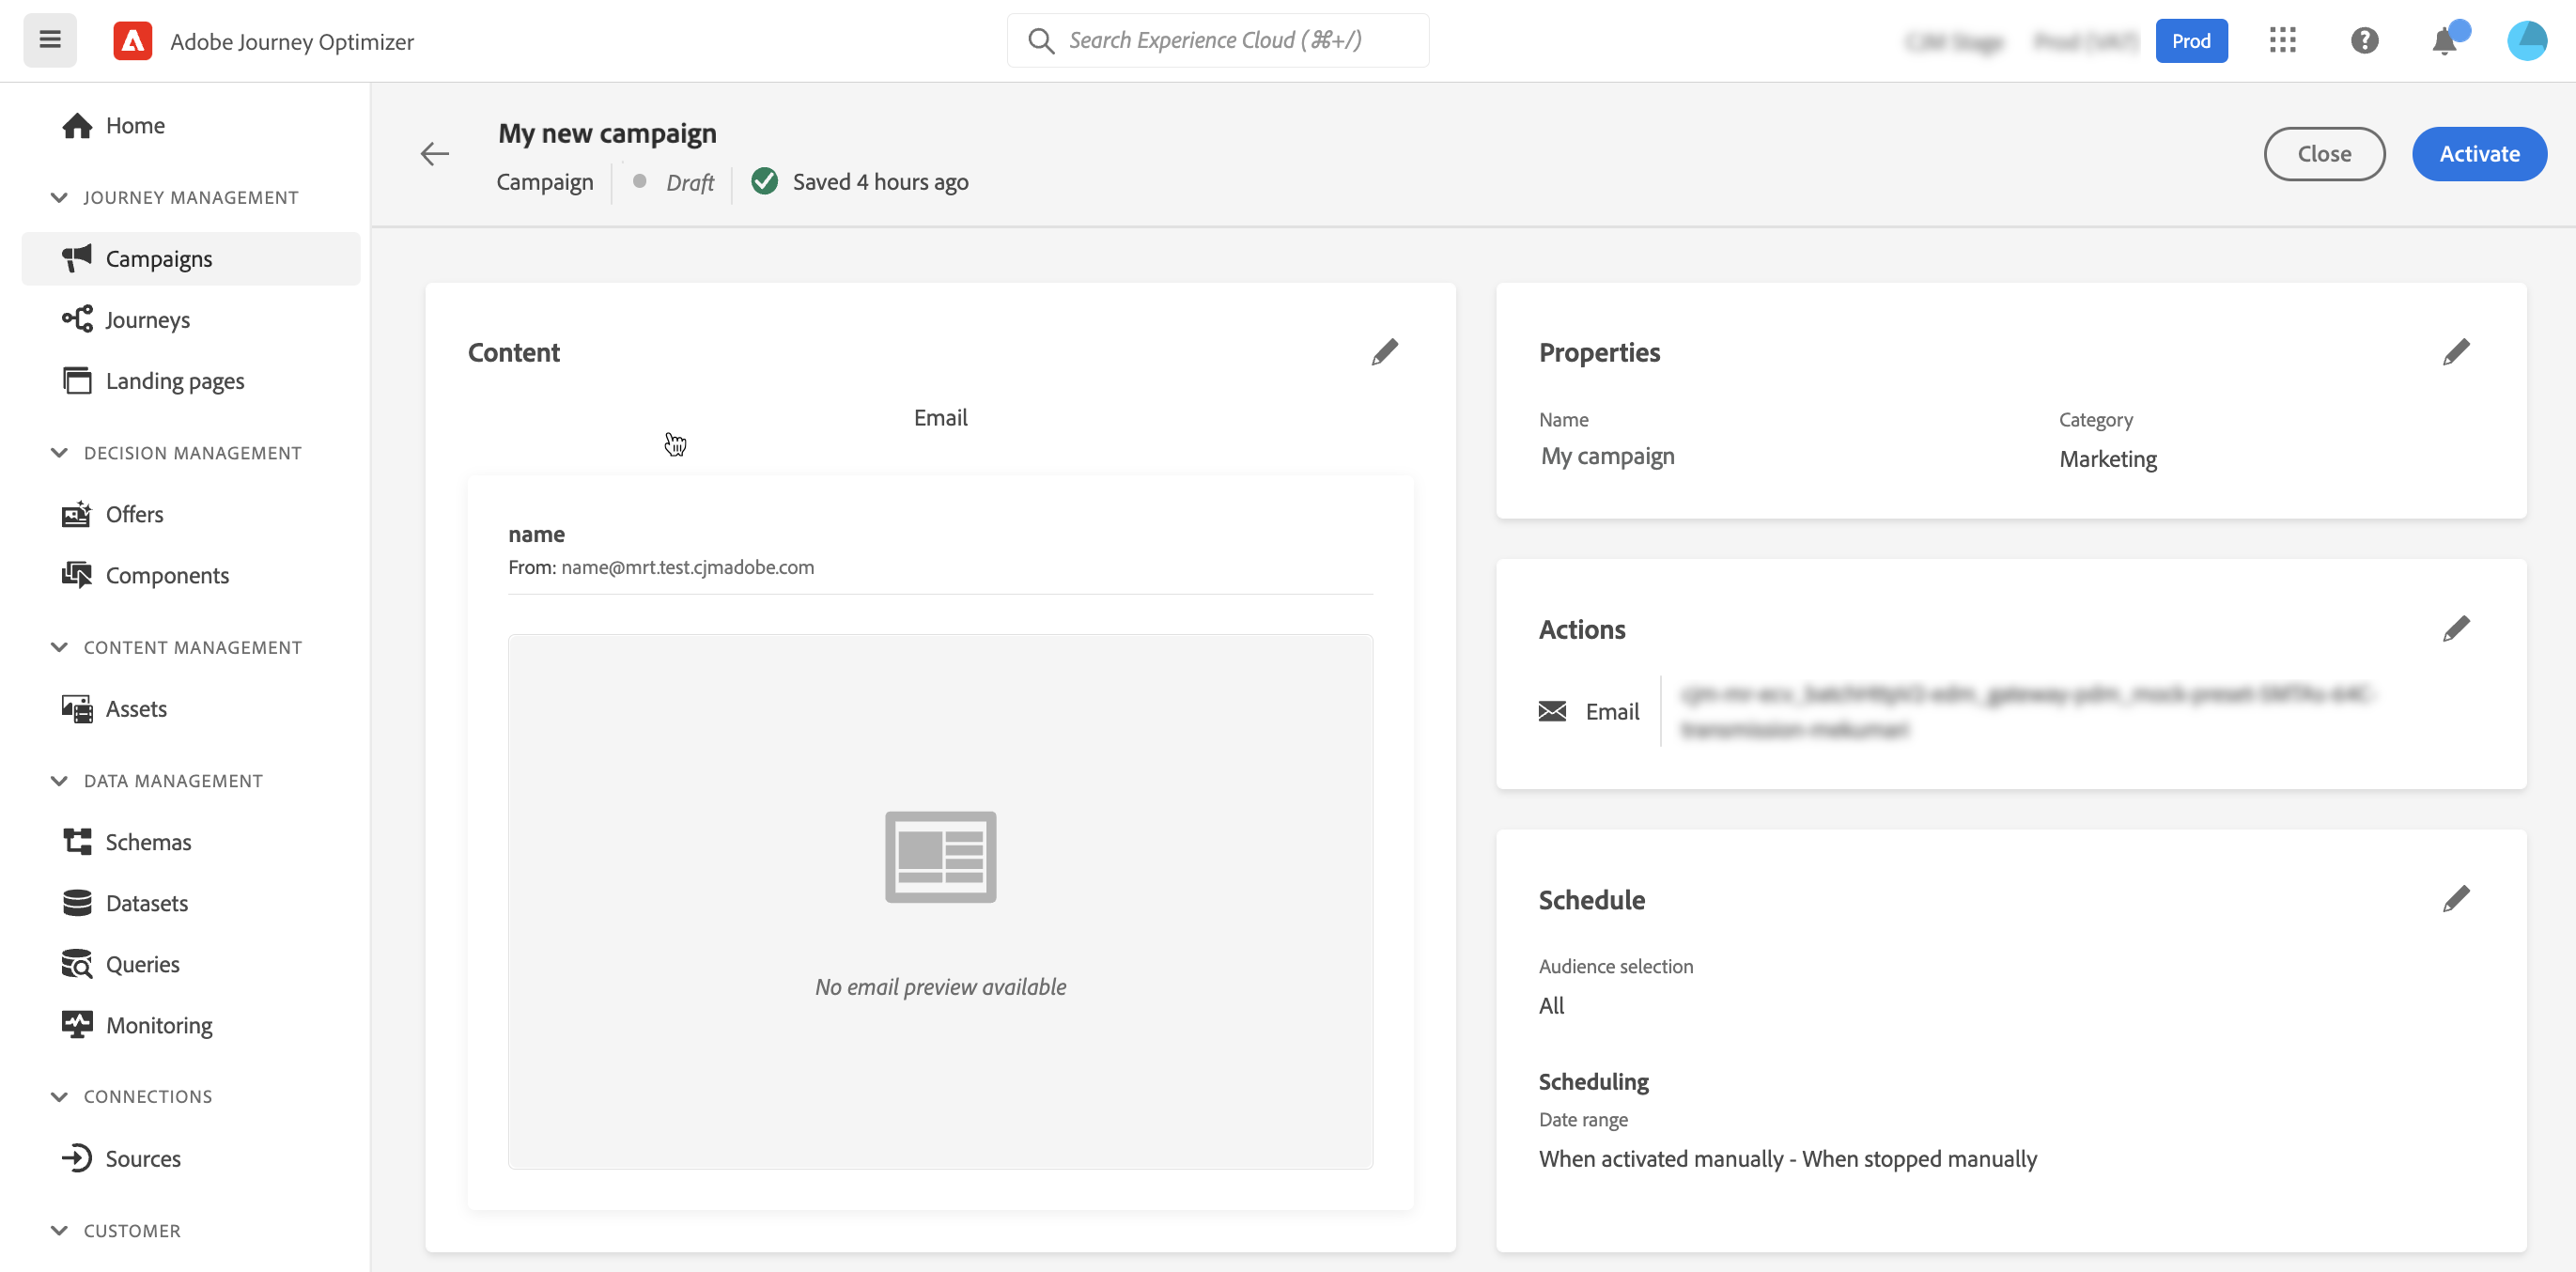 Adobe Journey Optimizer
Search Experience Cloud (⌘+/)
Prod
Home
JOURNEY MANAGEMENT
Campaigns
Journeys
Landing pages
DECISION MANAGEMENT
Offers
Components
CONTENT MANAGEMENT
Assets
DATA MANAGEMENT
Schemas
Datasets
Queries
Monitoring
CONNECTIONS
Sources
CUSTOMER
My new campaign
Campaign Draft Saved 4 hours ago
Close
Activate
Content
Email
name
From: name@mrt.test.cjmadobe.com
No email preview available
Properties
Name
My campaign
Category
Marketing
Actions
Email
Schedule
Audience selection
All
Scheduling
Date range
When activated manually - When stopped manually